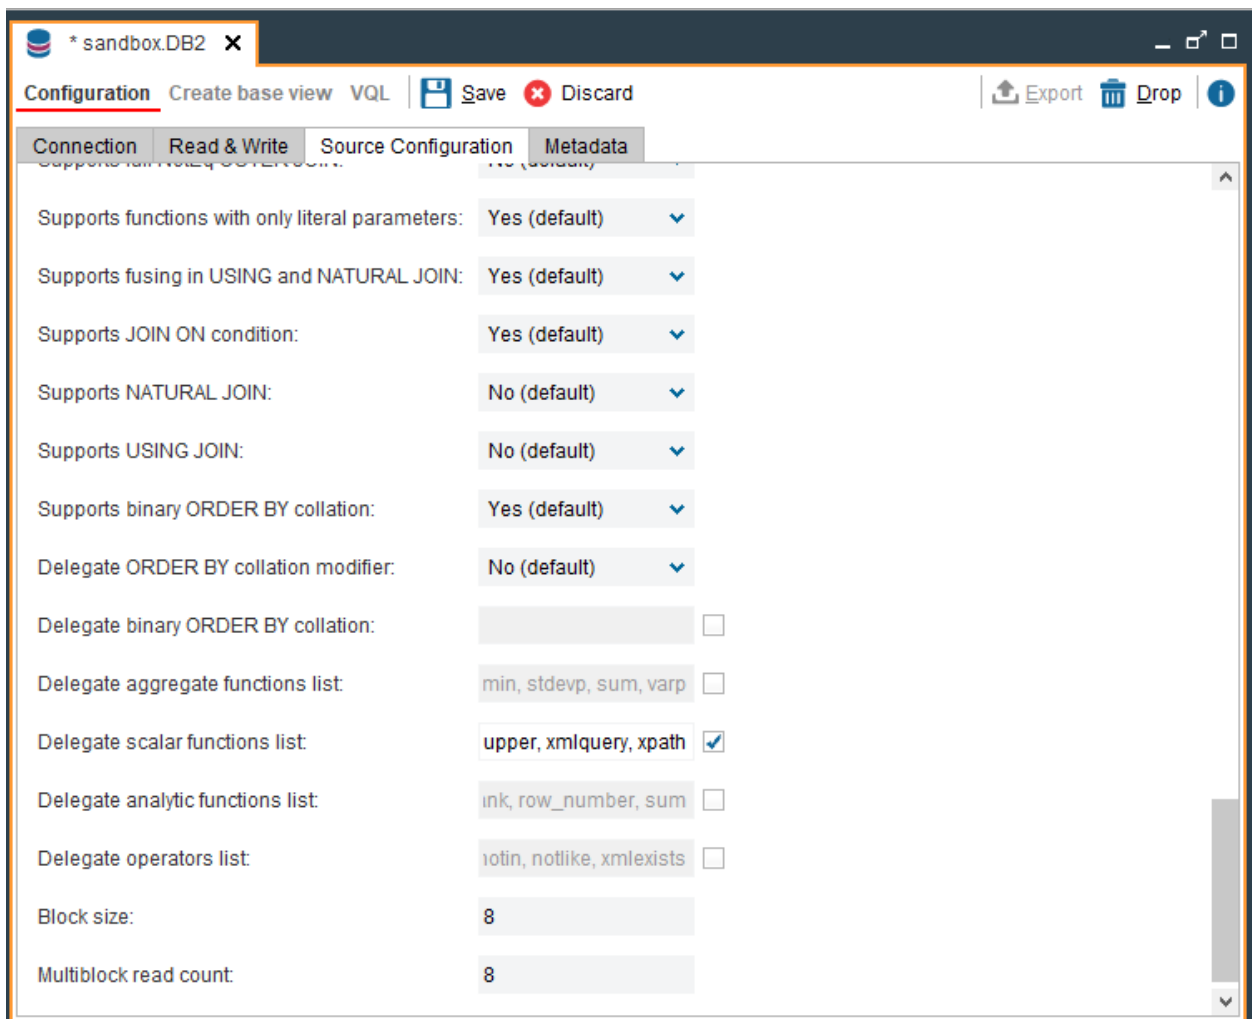 * sandbox.DB2
Configuration Create base view VQL Save Discard Export Drop
Connection Read & Write Source Configuration Metadata
Supports functions with only literal parameters: Yes (default)
Supports fusing in USING and NATURAL JOIN: Yes (default)
Supports JOIN ON condition: Yes (default)
Supports NATURAL JOIN: No (default)
Supports USING JOIN: No (default)
Supports binary ORDER BY collation: Yes (default)
Delegate ORDER BY collation modifier: No (default)
Delegate binary ORDER BY collation:
Delegate aggregate functions list: min, stdevp, sum, varp
Delegate scalar functions list: upper, xmlquery, xpath
Delegate analytic functions list: row_number, sum
Delegate operators list: notlike, xmlexists
Block size: 8
Multiblock read count: 8